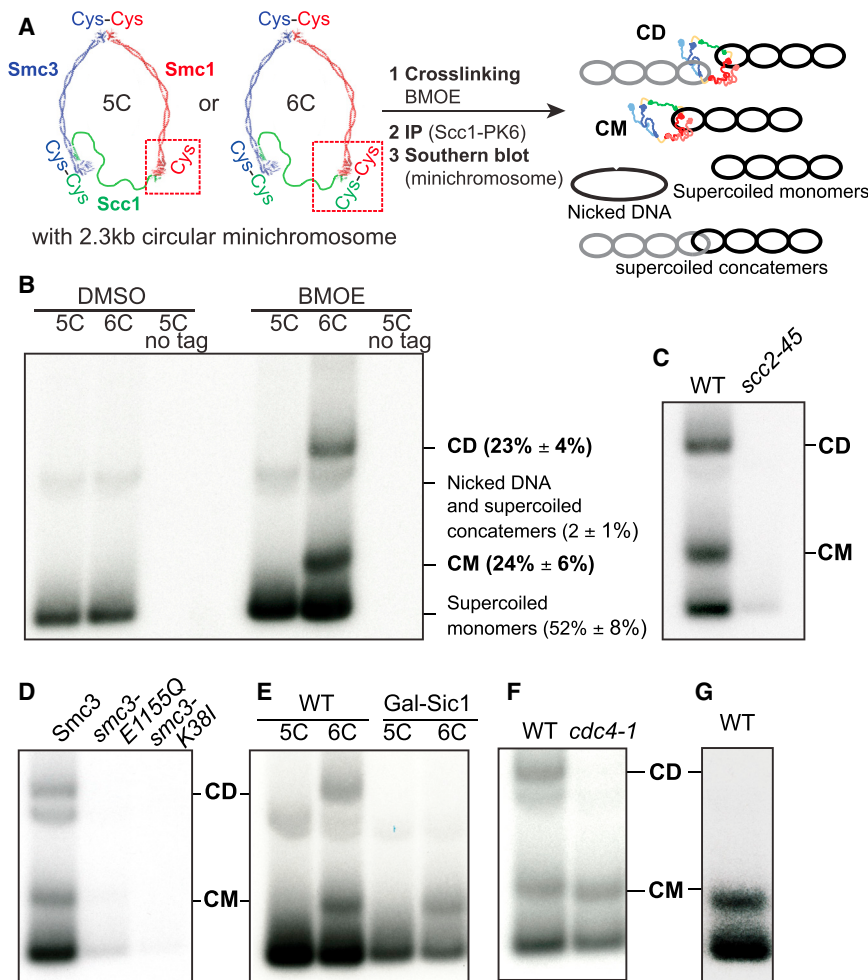 A
Cys-Cys
Cys-Cys
Smc3
Smc1
5C
or
6C
Cys
Cys-Cys
Cys-Cys
Cys-Cys
Scc1
with 2.3kb circular minichromosome
1 Crosslinking
BMOE
2 IP (Scc1-PK6)
3 Southern blot
(minichromosome)
CD
CM
Supercoiled monomers
Nicked DNA
supercoiled concatemers
B
DMSO
BMOE
5C 6C 5C
no tag
5C 6C 5C
no tag
CD (23% ± 4%)
Nicked DNA
and supercoiled
concatemers (2 ± 1%)
CM (24% ± 6%)
Supercoiled
monomers (52% ± 8%)
C
WT scc2-45
CD
CM
D
Smc3
smc3-
E1155Q
smc3-
K38I
CD
CM
E
WT Gal-Sic1
5C 6C 5C 6C
F
WT cdc4-1
CD
CM
G
WT